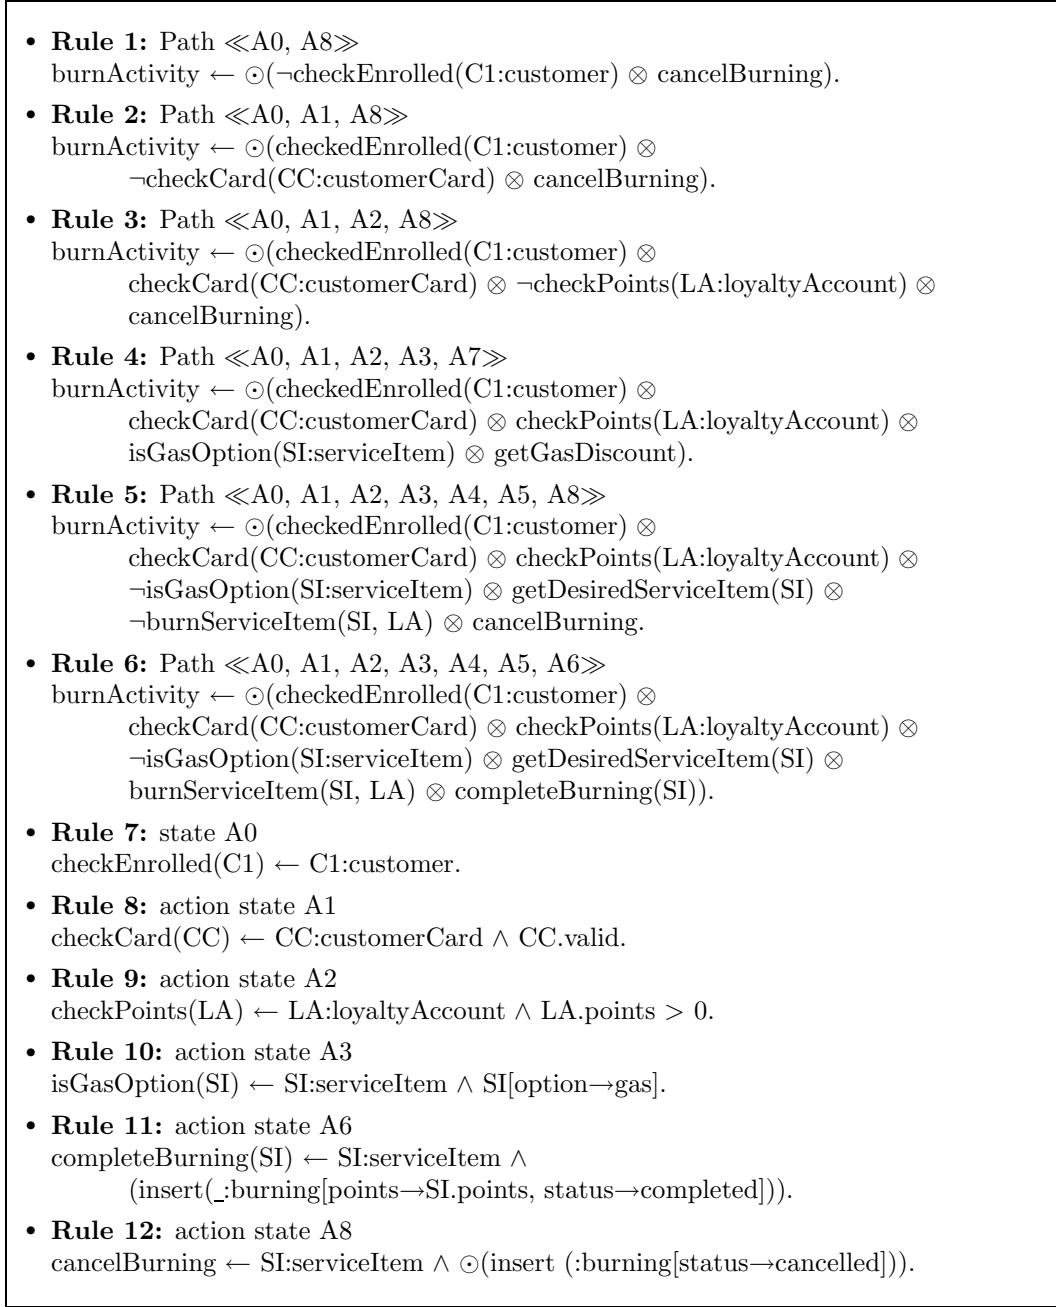 • Rule 1: Path ≪A0, A8≫
burnActivity ← ⊙(¬checkEnrolled(C1:customer) ⊗ cancelBurning).
• Rule 2: Path ≪A0, A1, A8≫
burnActivity ← ⊙(checkedEnrolled(C1:customer) ⊗
¬checkCard(CC:customerCard) ⊗ cancelBurning).
• Rule 3: Path ≪A0, A1, A2, A8≫
burnActivity ← ⊙(checkedEnrolled(C1:customer) ⊗
checkCard(CC:customerCard) ⊗ ¬checkPoints(LA:loyaltyAccount) ⊗
cancelBurning).
• Rule 4: Path ≪A0, A1, A2, A3, A7≫
burnActivity ← ⊙(checkedEnrolled(C1:customer) ⊗
checkCard(CC:customerCard) ⊗ checkPoints(LA:loyaltyAccount) ⊗
isGasOption(SI:serviceItem) ⊗ getGasDiscount).
• Rule 5: Path ≪A0, A1, A2, A3, A4, A5, A8≫
burnActivity ← ⊙(checkedEnrolled(C1:customer) ⊗
checkCard(CC:customerCard) ⊗ checkPoints(LA:loyaltyAccount) ⊗
¬isGasOption(SI:serviceItem) ⊗ getDesiredServiceItem(SI) ⊗
¬burnServiceItem(SI, LA) ⊗ cancelBurning.
• Rule 6: Path ≪A0, A1, A2, A3, A4, A5, A6≫
burnActivity ← ⊙(checkedEnrolled(C1:customer) ⊗
checkCard(CC:customerCard) ⊗ checkPoints(LA:loyaltyAccount) ⊗
¬isGasOption(SI:serviceItem) ⊗ getDesiredServiceItem(SI) ⊗
burnServiceItem(SI, LA) ⊗ completeBurning(SI)).
• Rule 7: state A0
checkEnrolled(C1) ← C1:customer.
• Rule 8: action state A1
checkCard(CC) ← CC:customerCard ∧ CC.valid.
• Rule 9: action state A2
checkPoints(LA) ← LA:loyaltyAccount ∧ LA.points > 0.
• Rule 10: action state A3
isGasOption(SI) ← SI:serviceItem ∧ SI[option→gas].
• Rule 11: action state A6
completeBurning(SI) ← SI:serviceItem ∧
(insert(_:burning[points→SI.points, status→completed])).
• Rule 12: action state A8
cancelBurning ← SI:serviceItem ∧ ⊙(insert (:burning[status→cancelled])).